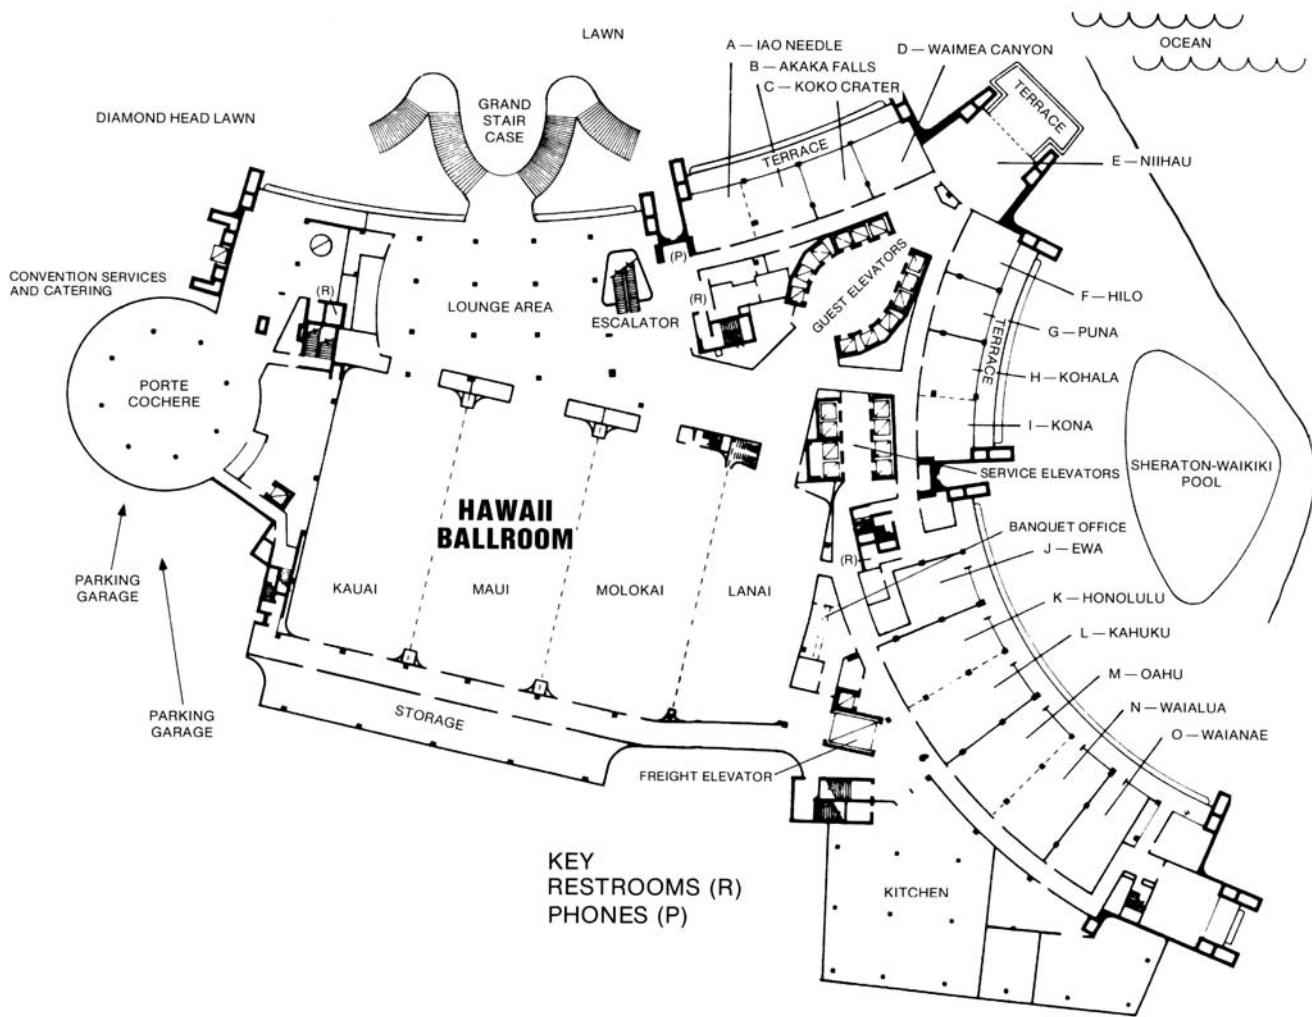 LAWN
OCEAN
A — IAO NEEDLE
B — AKAKA FALLS
C — KOKO CRATER
D — WAIMEA CANYON
TERRACE
GRAND
STAIR
CASE
DIAMOND HEAD LAWN
TERRACE
E — NIIHAU
CONVENTION SERVICES
AND CATERING
(R)
LOUNGE AREA
ESCALATOR
(P)
(R)
GUEST ELEVATORS
F — HILO
G — PUNA
TERRACE
H — KOHALA
I — KONA
PORTE
COCHERE
SERVICE ELEVATORS
SHERATON-WAIKIKI
POOL
HAWAII
BALLROOM
BANQUET OFFICE
J — EWA
(R)
KAUAI
MAUI
MOLOKAI
LANAI
K — HONOLULU
L — KAHUKU
M — OAHU
N — WAIALUA
O — WAIANAE
PARKING
GARAGE
PARKING
GARAGE
STORAGE
FREIGHT ELEVATOR
KEY
RESTROOMS (R)
PHONES (P)
KITCHEN